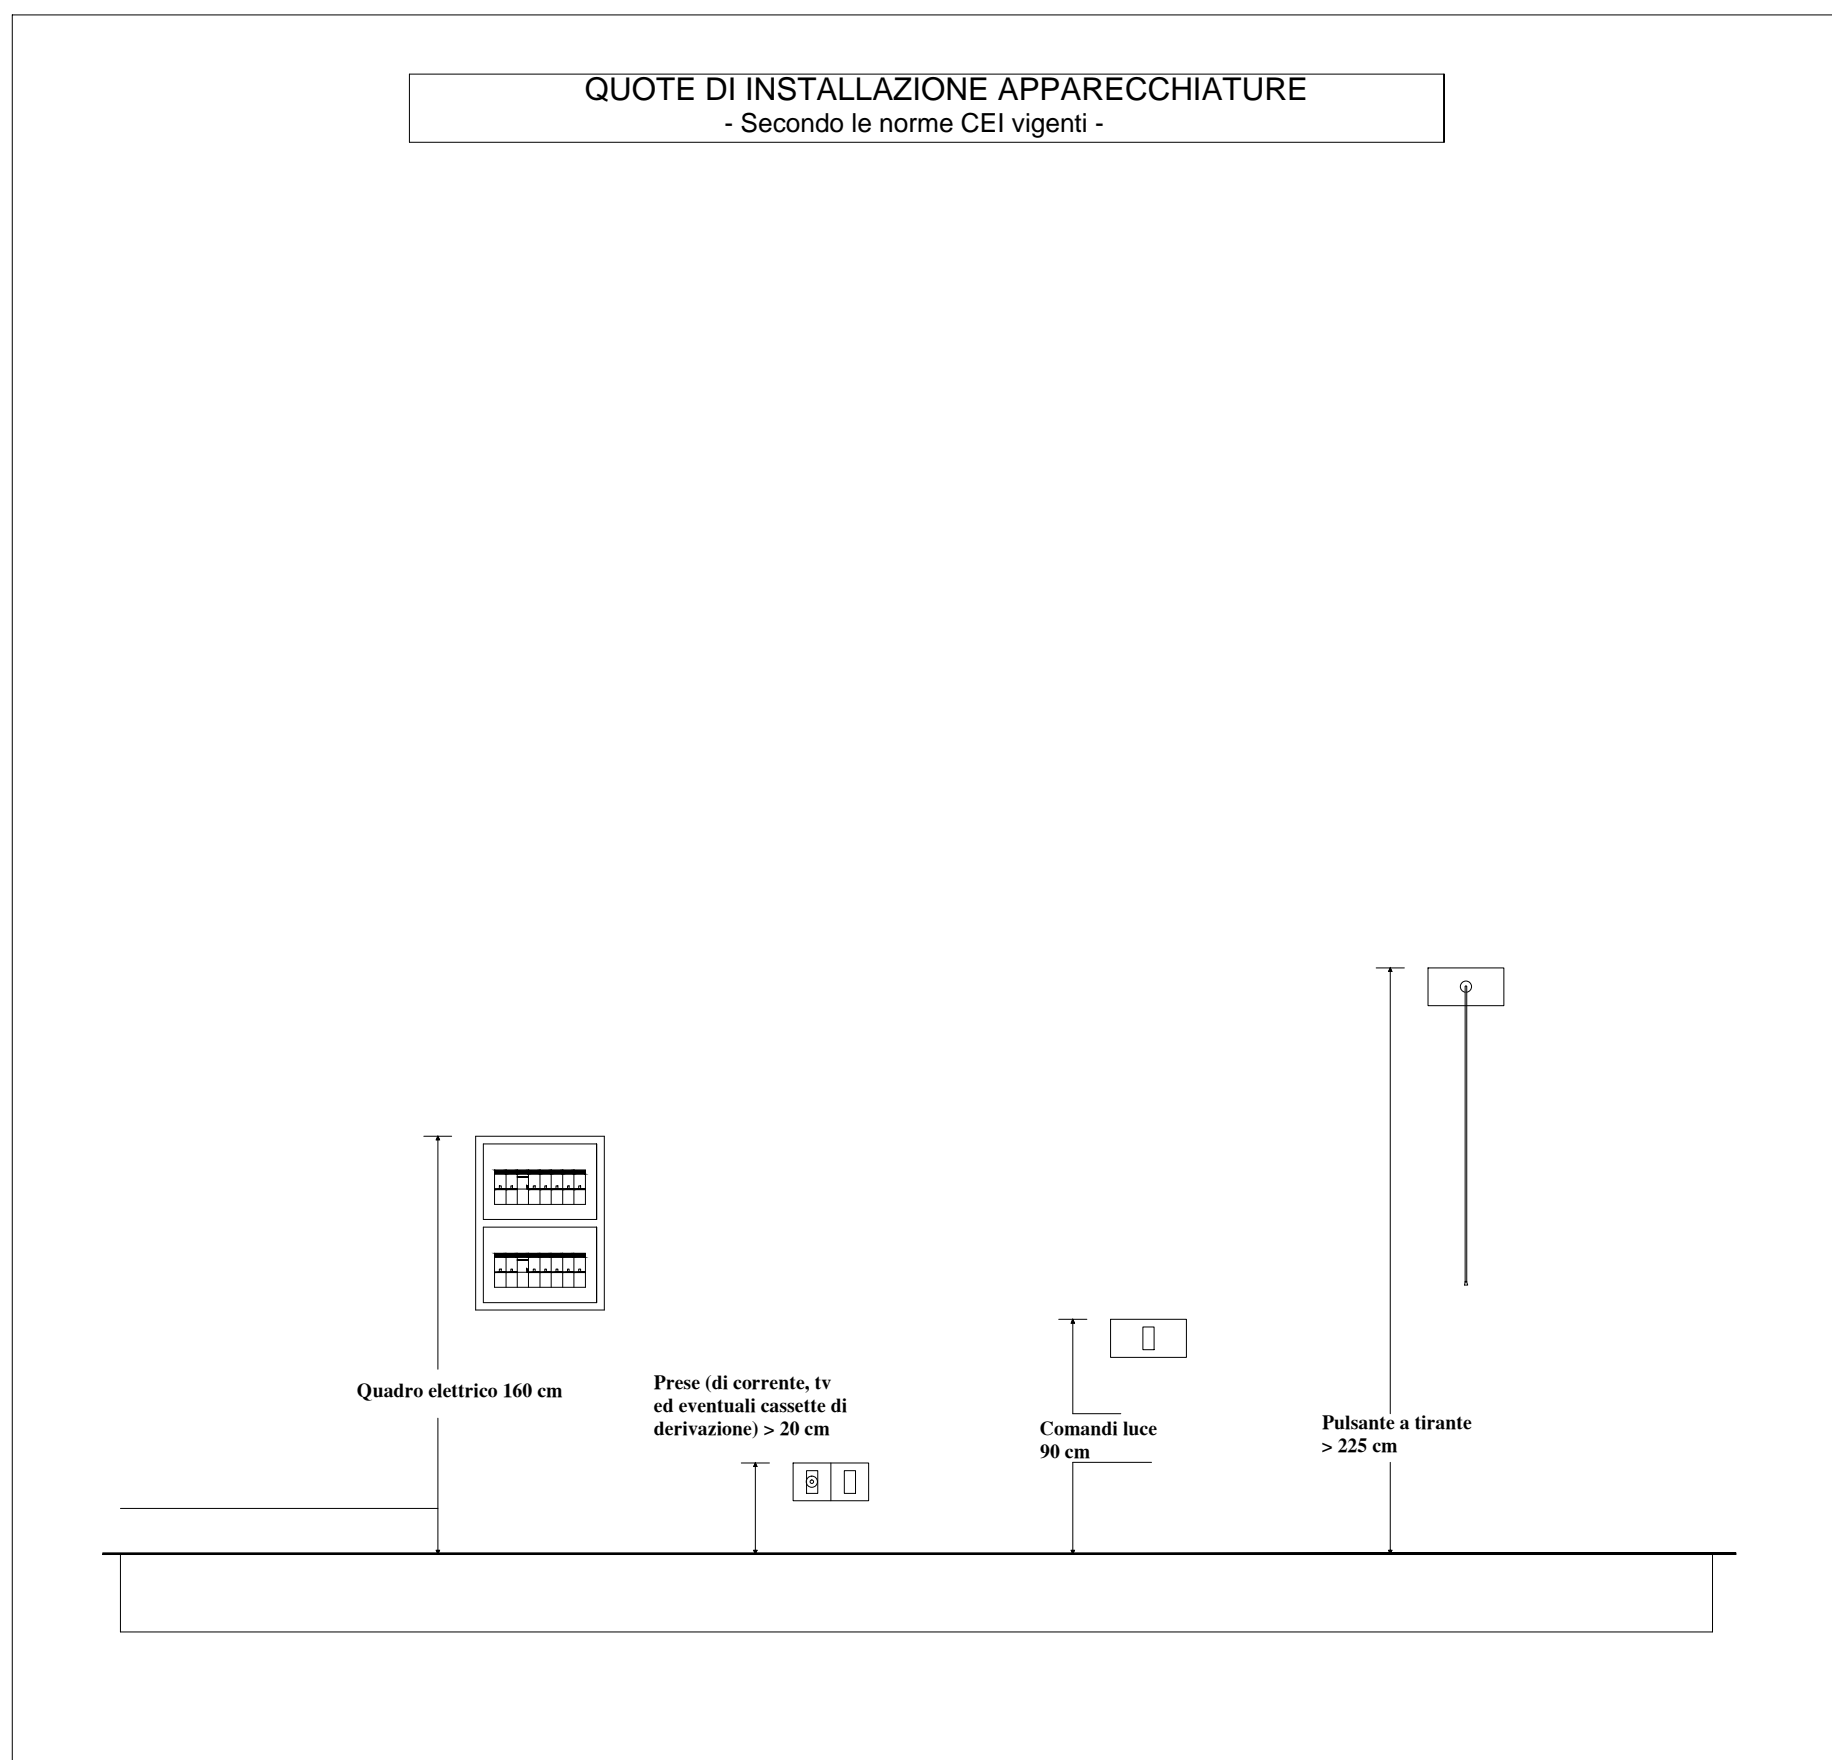 QUOTE DI INSTALLAZIONE APPARECCHIATURE
- Secondo le norme CEI vigenti -
Quadro elettrico 160 cm
Prese (di corrente, tv
ed eventuali cassette di
derivazione) > 20 cm
Comandi luce
90 cm
Pulsante a tirante
> 225 cm